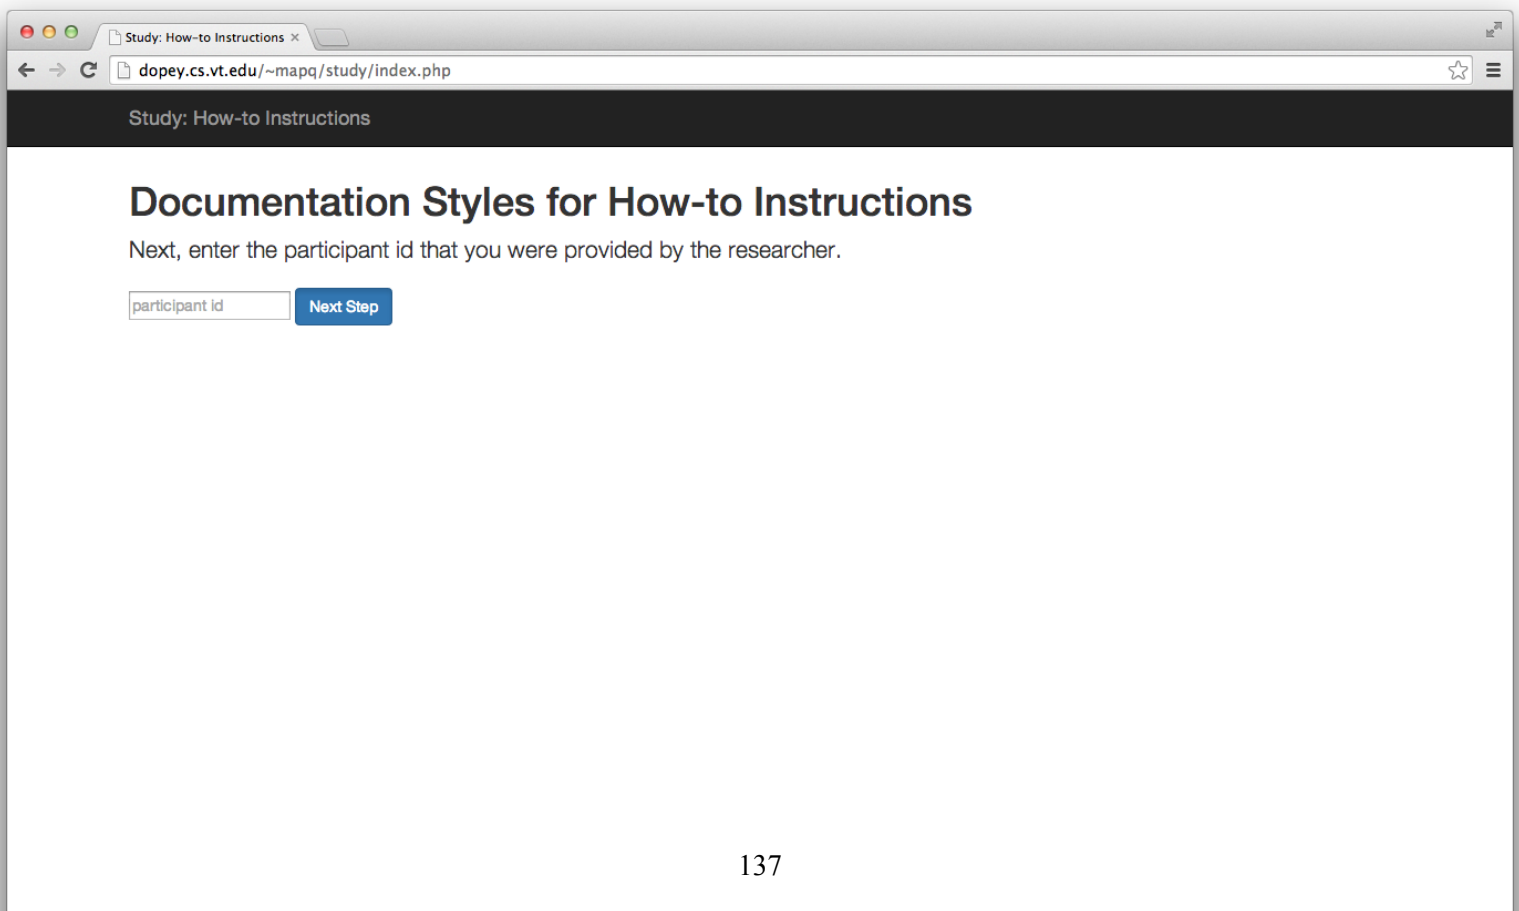 Study: How-to Instructions
dopey.cs.vt.edu/~mapq/study/index.php
Study: How-to Instructions
Documentation Styles for How-to Instructions
Next, enter the participant id that you were provided by the researcher.
participant id Next Step
137